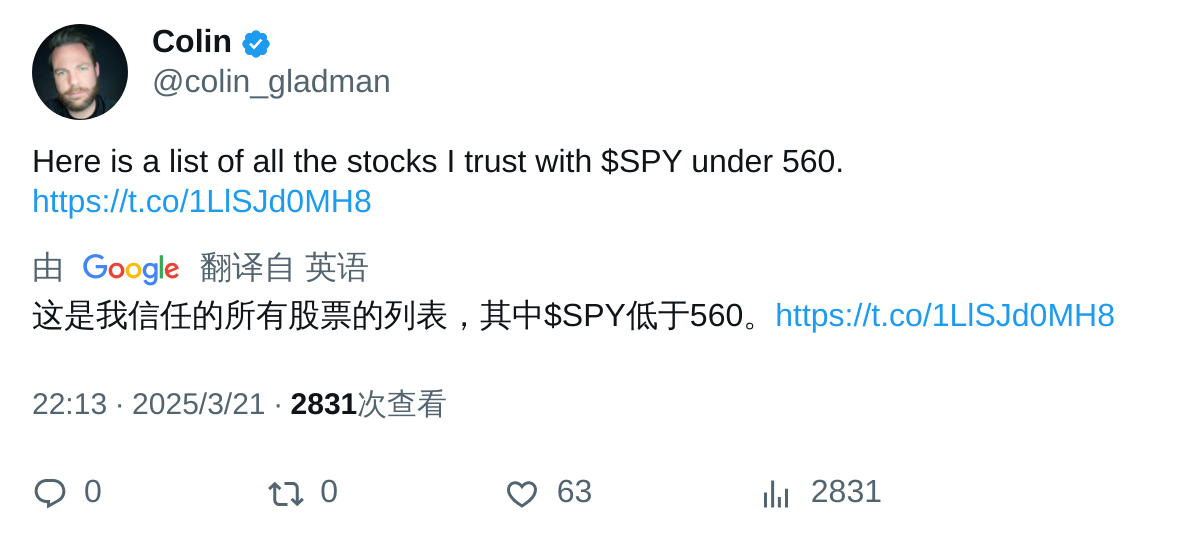 Colin
@colin_gladman
Here is a list of all the stocks I trust with $SPY under 560.
https://t.co/1LlSJd0MH8
由 Google 翻译自 英语
这是我信任的所有股票的列表，其中$SPY低于560。https://t.co/1LlSJd0MH8
22:13 · 2025/3/21 · 2831次查看
0 0 63 2831